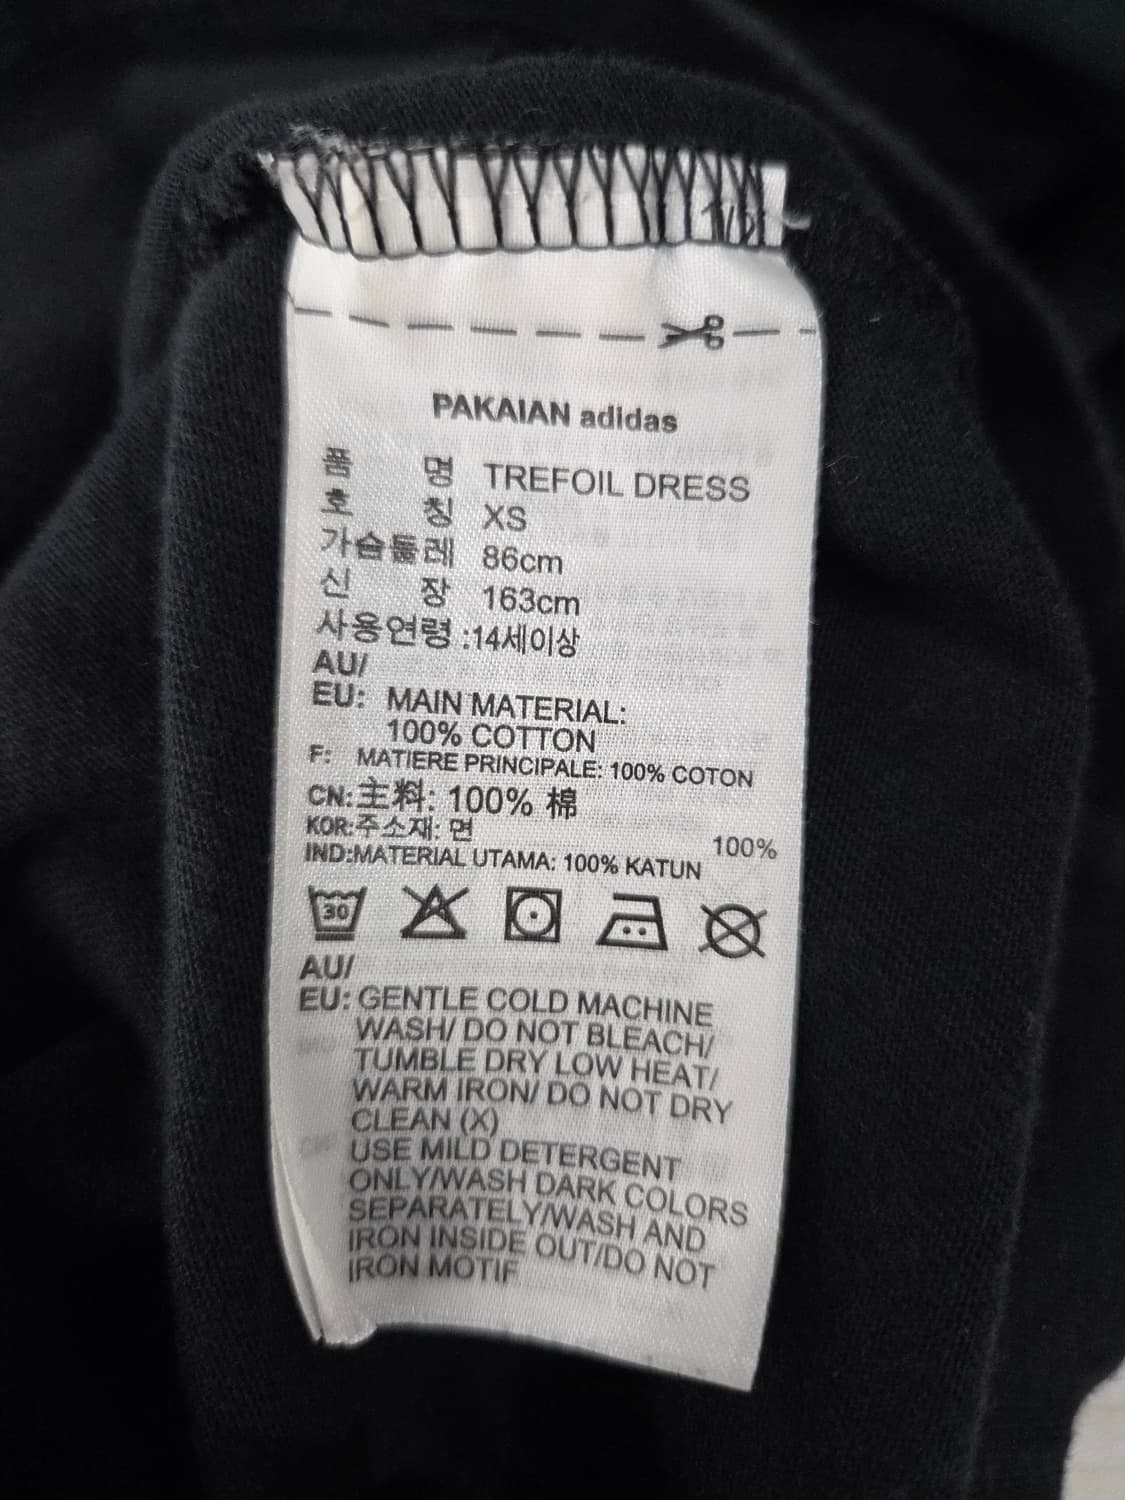 PAKAIAN adidas
품 명 TREFOIL DRESS
호 칭 XS
가슴둘레 86cm
신 장 163cm
사용연령 :14세이상
AU/
EU: MAIN MATERIAL:
100% COTTON
F: MATIERE PRINCIPALE: 100% COTON
CN:主料: 100% 棉
KOR:주소재: 면 100%
IND:MATERIAL UTAMA: 100% KATUN
30
AU/
EU: GENTLE COLD MACHINE
WASH/ DO NOT BLEACH/
TUMBLE DRY LOW HEAT/
WARM IRON/ DO NOT DRY
CLEAN (X)
USE MILD DETERGENT
ONLY/WASH DARK COLORS
SEPARATELY/WASH AND
IRON INSIDE OUT/DO NOT
IRON MOTIF